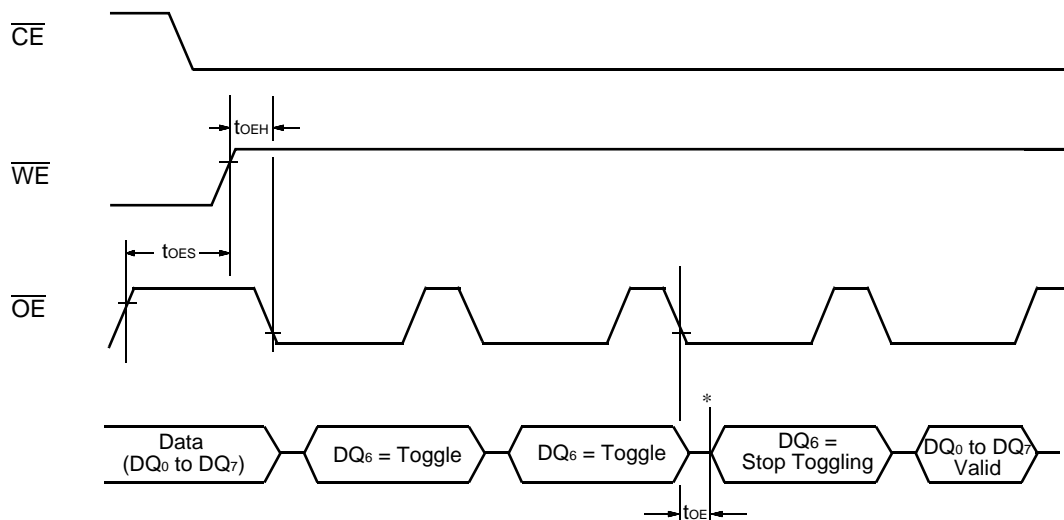 CE
tOEH
WE
tOES
OE
*
Data
(DQ0 to DQ7)
DQ6 = Toggle
DQ6 = Toggle
DQ6 =
Stop Toggling
DQ0 to DQ7
Valid
tOE